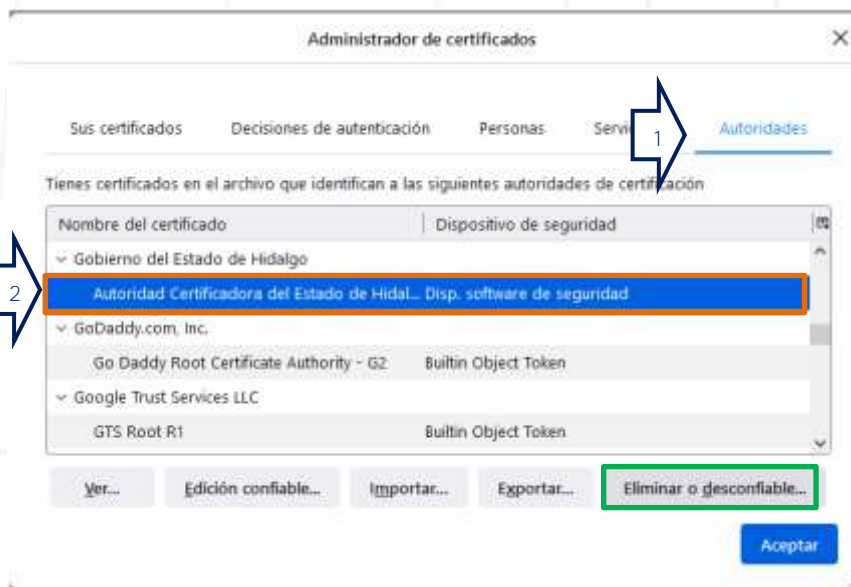 Administrador de certificados
Sus certificados Decisiones de autenticación Personas 1 Autoridades
Tienes certificados en el archivo que identifican a las siguientes autoridades de certificación
Nombre del certificado Dispositivo de seguridad
Gobierno del Estado de Hidalgo
2 Autoridad Certificadora del Estado de Hidal... Disp. software de seguridad
GoDaddy.com, Inc.
Go Daddy Root Certificate Authority - G2 Builtin Object Token
Google Trust Services LLC
GTS Root R1 Builtin Object Token
Ver... Edición confiable... Importar... Exportar... Eliminar o desconfiable...
Aceptar